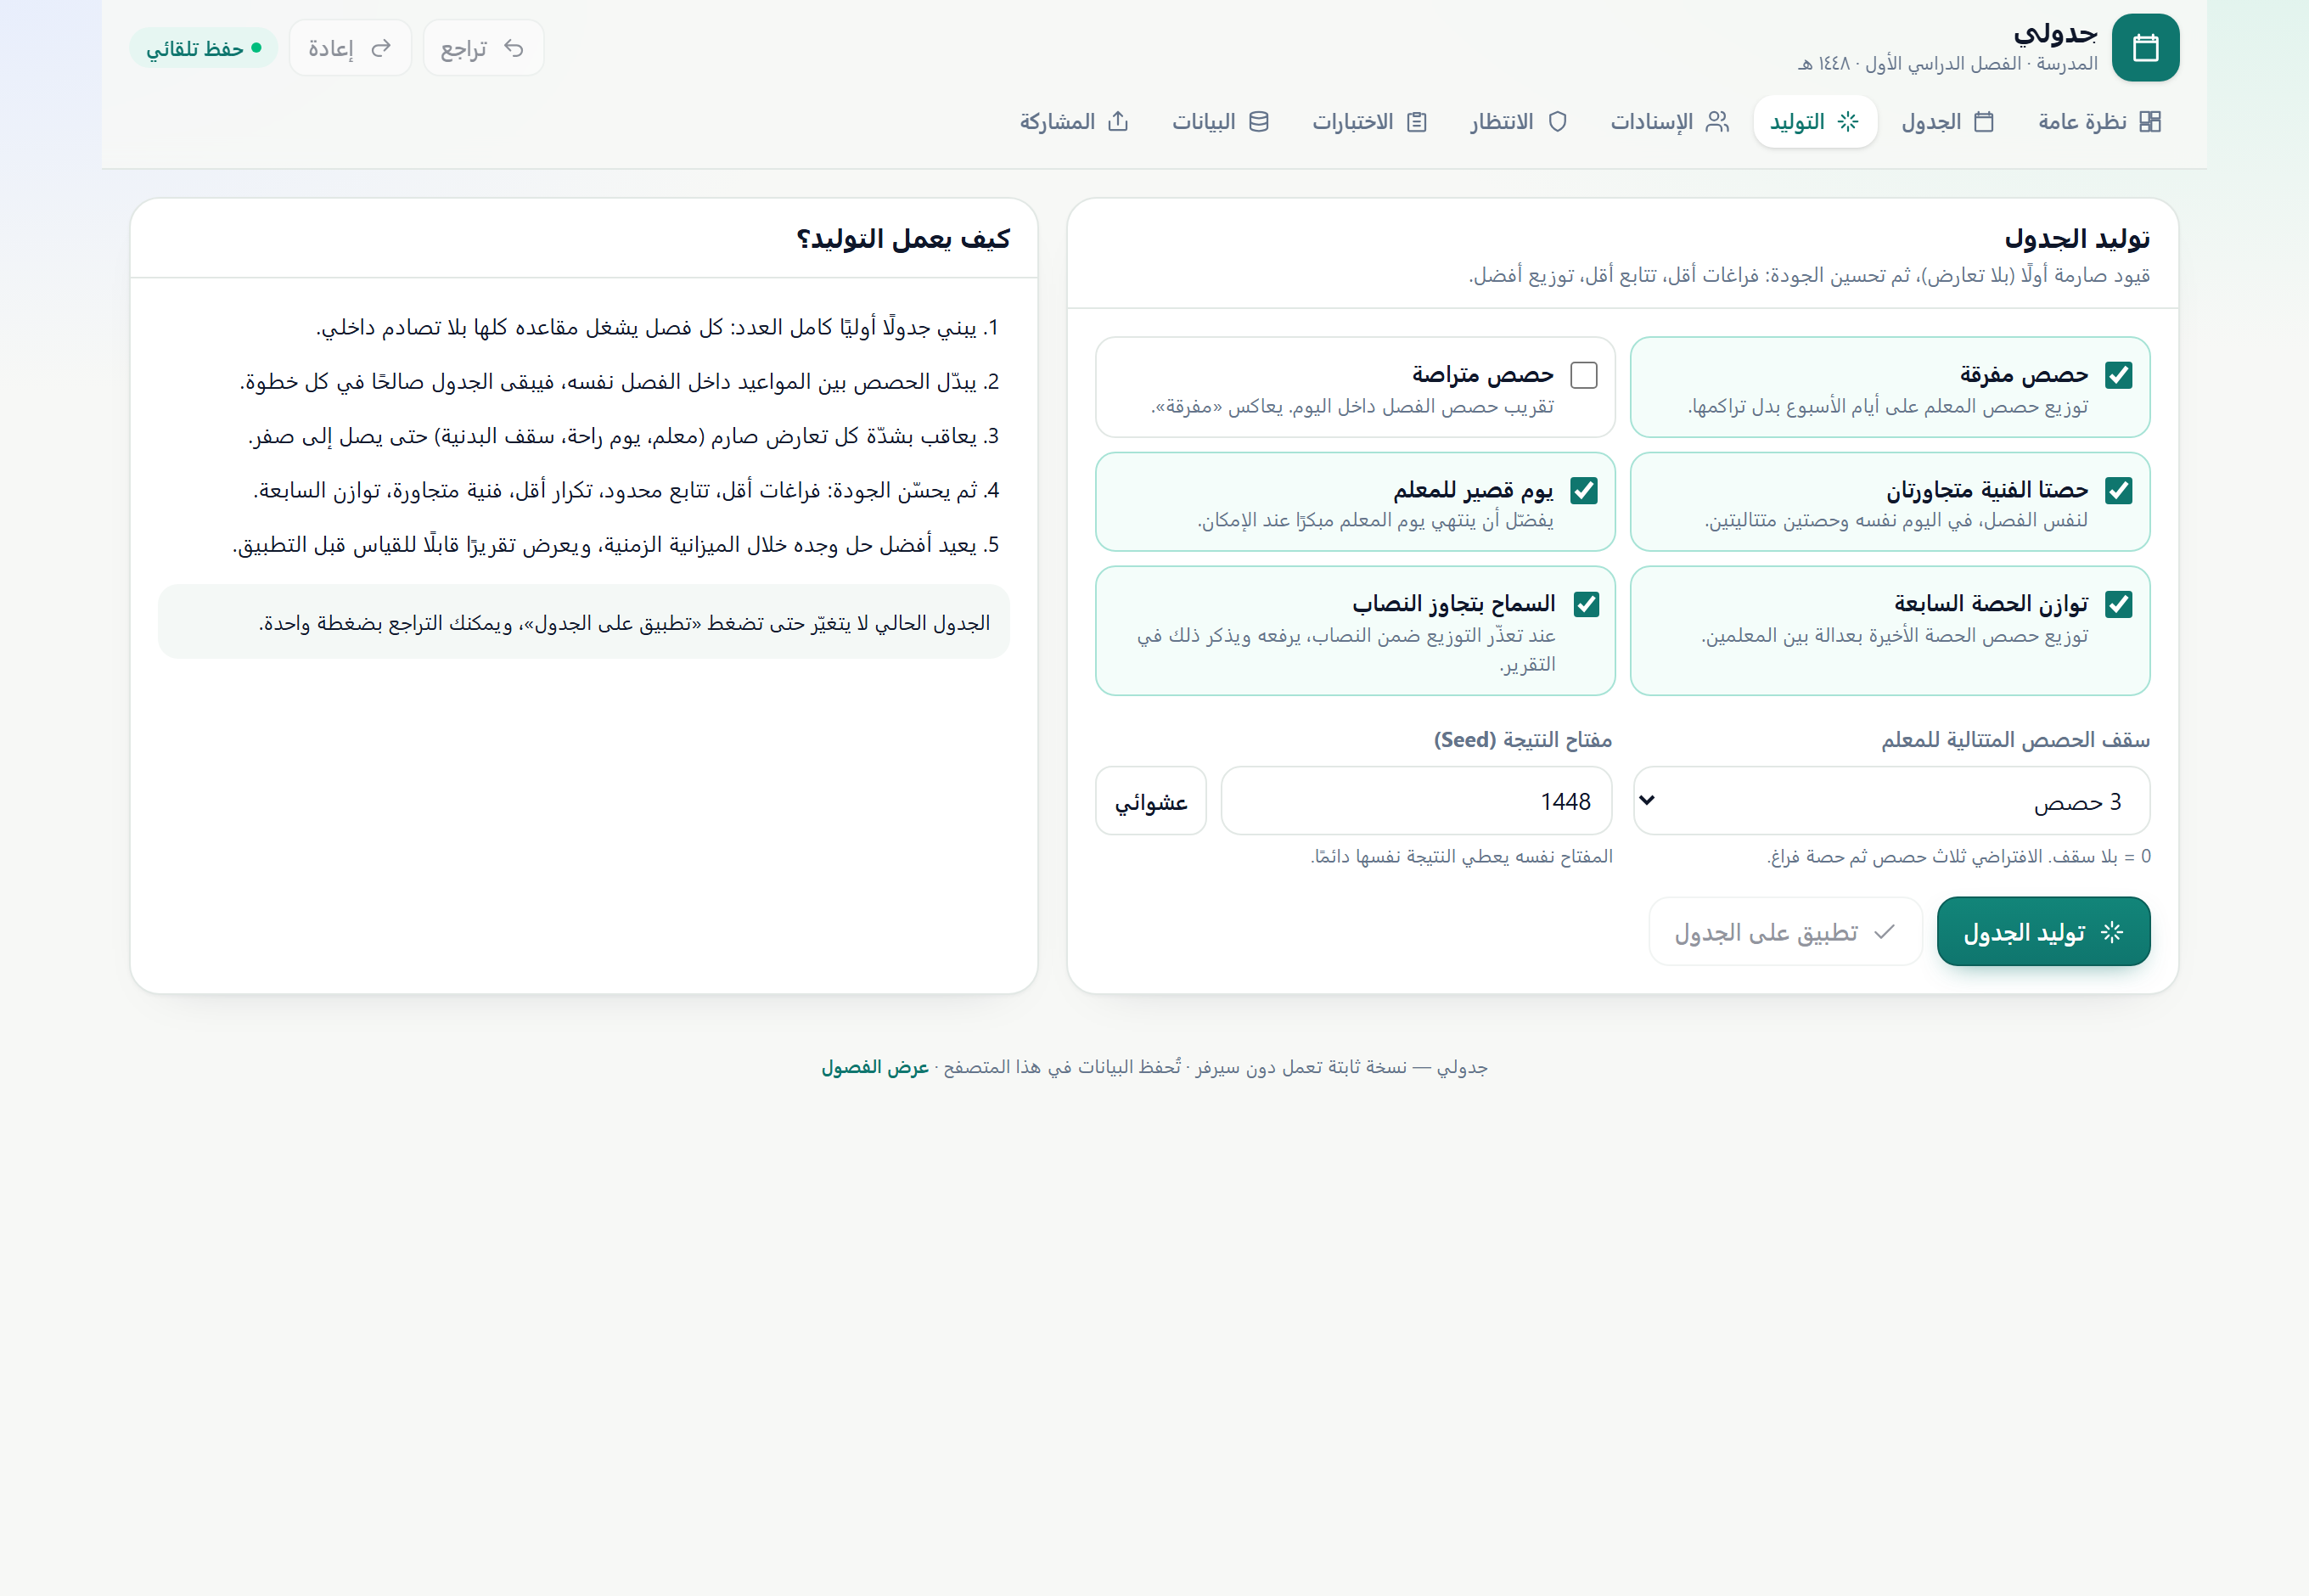 جدولي
المدرسة · الفصل الدراسي الأول · ١٤٤٨ هـ
تراجع
إعادة
حفظ تلقائي
نظرة عامة
الجدول
التوليد
الإسنادات
الانتظار
الاختبارات
البيانات
المشاركة
توليد الجدول
قيود صارمة أولًا (بلا تعارض)، ثم تحسين الجودة: فراغات أقل، تتابع أقل، توزيع أفضل.
حصص مفرقة
توزيع حصص المعلم على أيام الأسبوع بدل تراكمها.
حصص متراصة
تقريب حصص الفصل داخل اليوم. يعاكس «مفرقة».
حصتا الفنية متجاورتان
لنفس الفصل، في اليوم نفسه وحصتين متتاليتين.
يوم قصير للمعلم
يفضّل أن ينتهي يوم المعلم مبكرًا عند الإمكان.
توازن الحصة السابعة
توزيع حصص الحصة الأخيرة بعدالة بين المعلمين.
السماح بتجاوز النصاب
عند تعذّر التوزيع ضمن النصاب، يرفعه ويذكر ذلك في
التقرير.
سقف الحصص المتتالية للمعلم
3 حصص
0 = بلا سقف. الافتراضي ثلاث حصص ثم حصة فراغ.
مفتاح النتيجة (Seed)
1448
عشوائي
المفتاح نفسه يعطي النتيجة نفسها دائمًا.
توليد الجدول
تطبيق على الجدول
كيف يعمل التوليد؟
1. يبني جدولًا أوليًا كامل العدد: كل فصل يشغل مقاعده كلها بلا تصادم داخلي.
2. يبدّل الحصص بين المواعيد داخل الفصل نفسه، فيبقى الجدول صالحًا في كل خطوة.
3. يعاقب بشدّة كل تعارض صارم (معلم، يوم راحة، سقف البدنية) حتى يصل إلى صفر.
4. ثم يحسّن الجودة: فراغات أقل، تتابع محدود، تكرار أقل، فنية متجاورة، توازن السابعة.
5. يعيد أفضل حل وجده خلال الميزانية الزمنية، ويعرض تقريرًا قابلًا للقياس قبل التطبيق.
الجدول الحالي لا يتغيّر حتى تضغط «تطبيق على الجدول»، ويمكنك التراجع بضغطة واحدة.
جدولي — نسخة ثابتة تعمل دون سيرفر · تُحفظ البيانات في هذا المتصفح · عرض الفصول